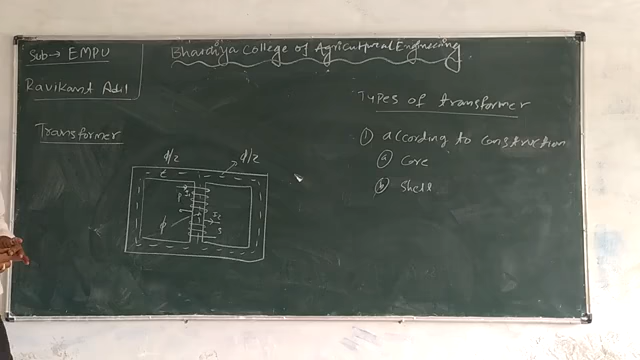 Sub → EMPU
Bhardiya College of Agricultural Engineering
Ravikant Adil
Types of transformer
Transformer
① according to construction
ⓐ Core
ⓑ Shell
ϕ/2
ϕ/2
P
I₂
S
ϕ